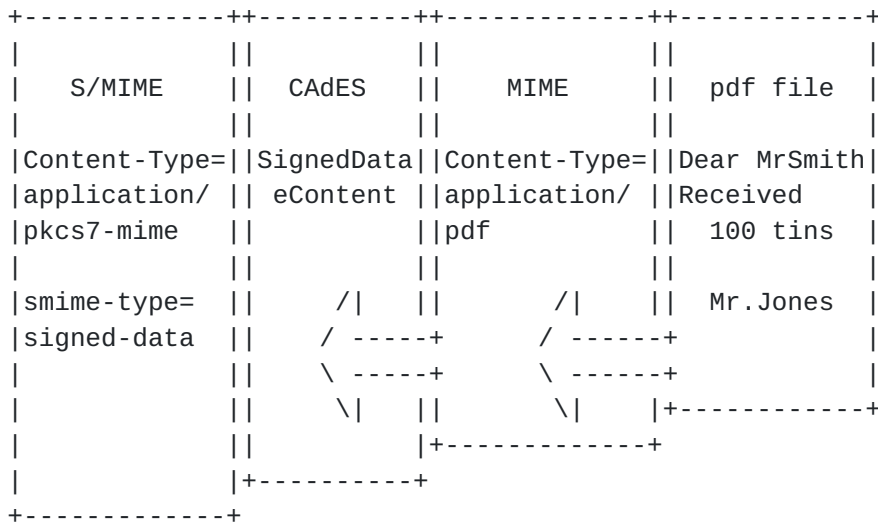 +-------------++----------++-------------++------------+
|             ||          ||             ||            |
|   S/MIME    ||  CAdES   ||    MIME     ||  pdf file  |
|             ||          ||             ||            |
|Content-Type=||SignedData||Content-Type=||Dear MrSmith|
|application/ || eContent ||application/ ||Received    |
|pkcs7-mime   ||          ||pdf          ||  100 tins  |
|             ||          ||             ||            |
|smime-type=  ||     /|   ||       /|    ||  Mr.Jones  |
|signed-data  ||    / -----+      / ------+            |
|             ||    \ -----+      \ ------+            |
|             ||     \|   ||       \|    |+------------+
|             ||          |+-------------+
|             |+----------+
+-------------+